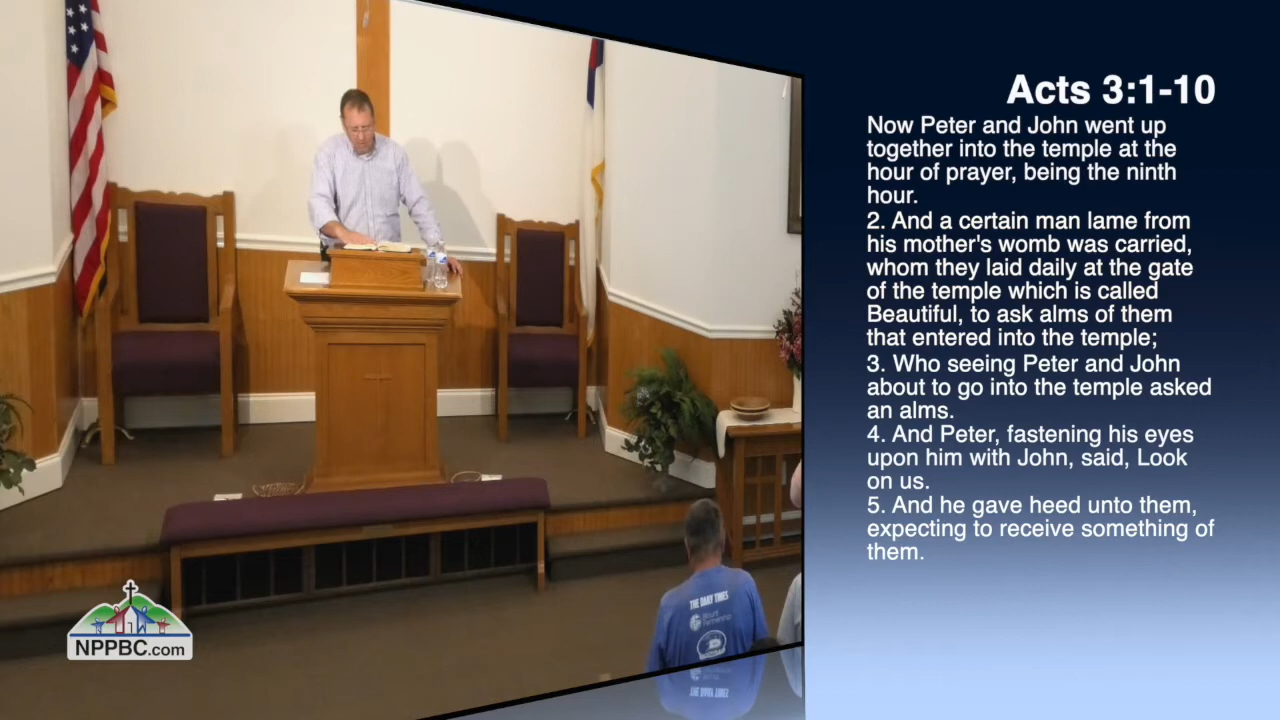 Acts 3:1-10
Now Peter and John went up
together into the temple at the
hour of prayer, being the ninth
hour.
2. And a certain man lame from
his mother's womb was carried,
whom they laid daily at the gate
of the temple which is called
Beautiful, to ask alms of them
that entered into the temple;
3. Who seeing Peter and John
about to go into the temple asked
an alms.
4. And Peter, fastening his eyes
upon him with John, said, Look
on us.
5. And he gave heed unto them,
expecting to receive something of
them.
NPPBC.com
THE DAILY TIMES